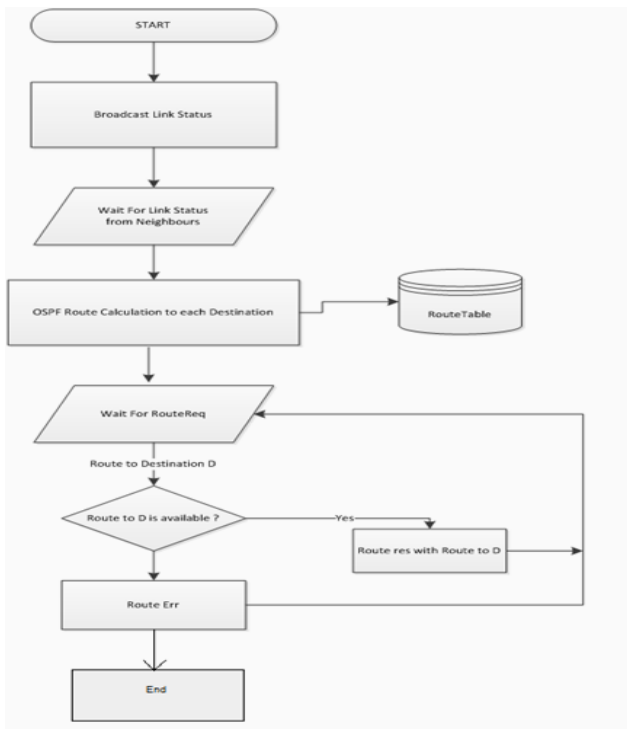 START
Broadcast Link Status
Wait For Link Status
from Neighbours
OSPF Route Calculation to each Destination
RouteTable
Wait For RouteReq
Route to Destination D
Route to D is available ?
Yes
Route res with Route to D
Route Err
End